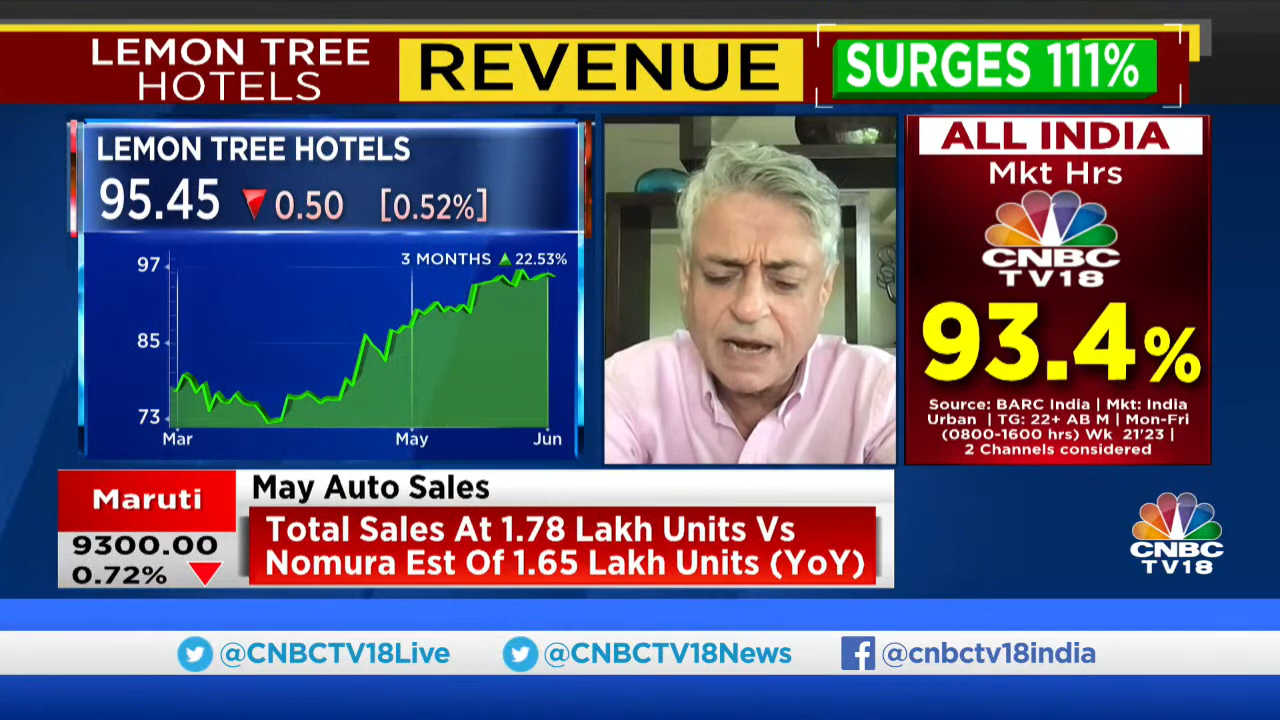 LEMON TREE
HOTELS
REVENUE
SURGES 111%
LEMON TREE HOTELS
95.45 ▼ 0.50 [0.52%]
3 MONTHS ▲ 22.53%
97
85
73
Mar May Jun
ALL INDIA
Mkt Hrs
CNBC
TV18
93.4%
Source: BARC India | Mkt: India
Urban | TG: 22+ AB M | Mon-Fri
(0800-1600 hrs) Wk 21'23 |
2 Channels considered
Maruti
9300.00
0.72% ▼
May Auto Sales
Total Sales At 1.78 Lakh Units Vs
Nomura Est Of 1.65 Lakh Units (YoY)
CNBC
TV18
@CNBCTV18Live @CNBCTV18News @cnbctv18india